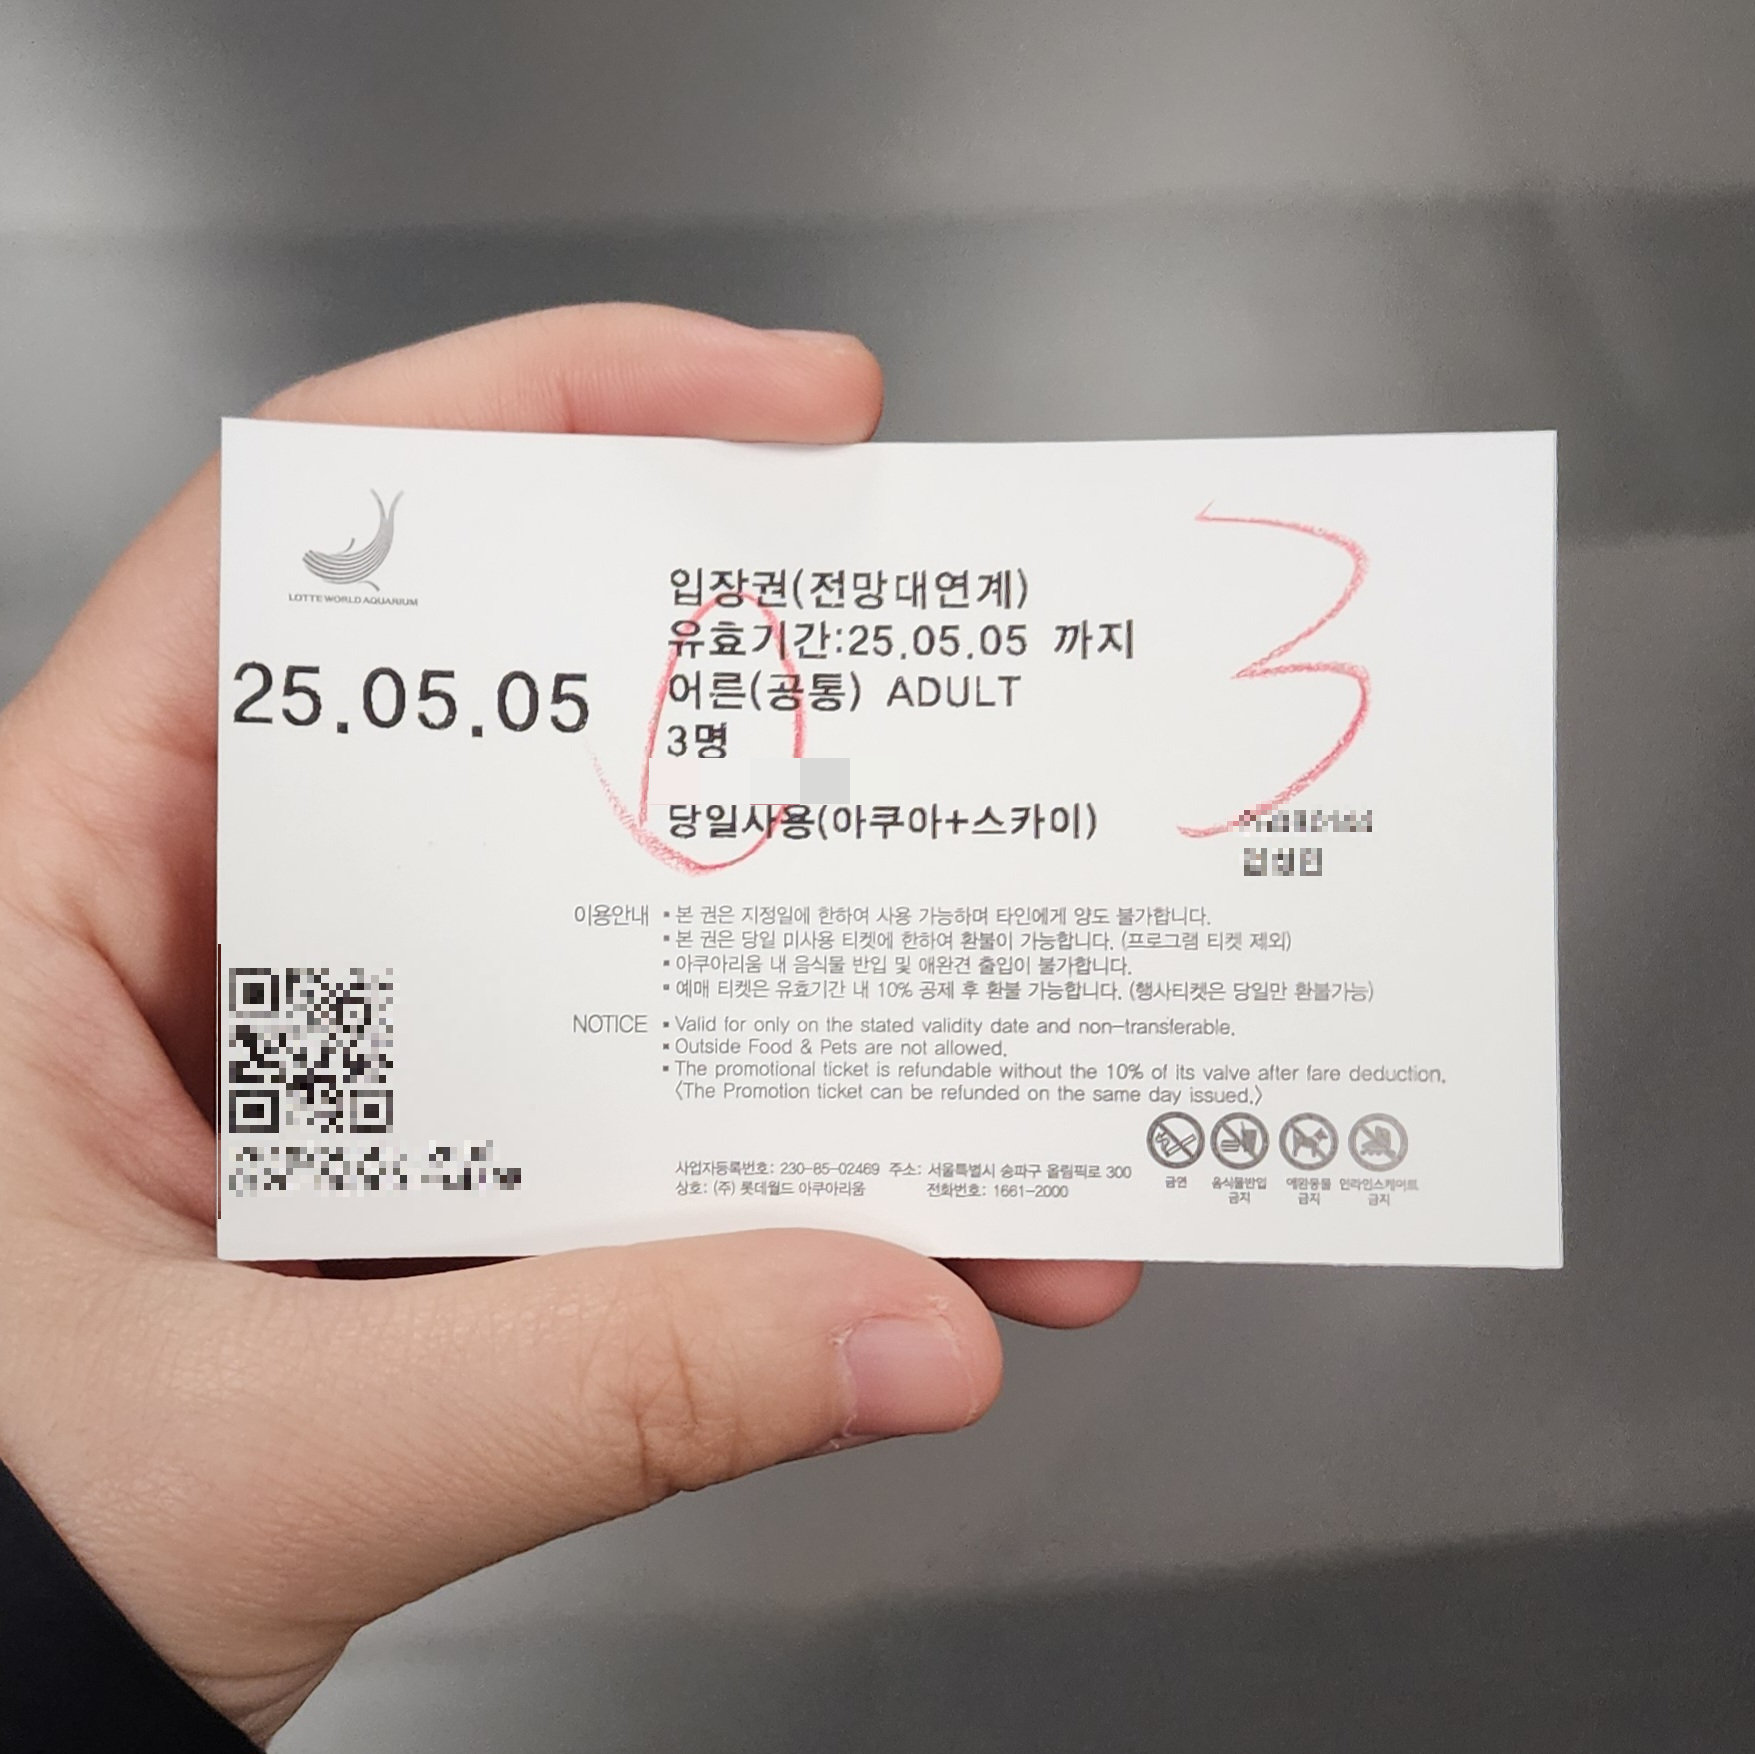 LOTTE WORLD AQUARIUM
25.05.05
입장권(전망대연계)
유효기간:25.05.05 까지
어른(공통) ADULT
3명
당일사용(아쿠아+스카이)
3
이용안내 ▪ 본 권은 지정일에 한하여 사용 가능하며 타인에게 양도 불가합니다.
▪ 본 권은 당일 미사용 티켓에 한하여 환불이 가능합니다. (프로그램 티켓 제외)
▪ 아쿠아리움 내 음식물 반입 및 애완견 출입이 불가합니다.
▪ 예매 티켓은 유효기간 내 10% 공제 후 환불 가능합니다. (행사티켓은 당일만 환불가능)
NOTICE ▪ Valid for only on the stated validity date and non-transferable.
▪ Outside Food & Pets are not allowed.
▪ The promotional ticket is refundable without the 10% of its valve after fare deduction.
〈The Promotion ticket can be refunded on the same day issued.〉
사업자등록번호: 230-85-02469 주소: 서울특별시 송파구 올림픽로 300
상호: (주) 롯데월드 아쿠아리움 전화번호: 1661-2000
금연
음식물반입
금지
애완동물
금지
인라인스케이트
금지